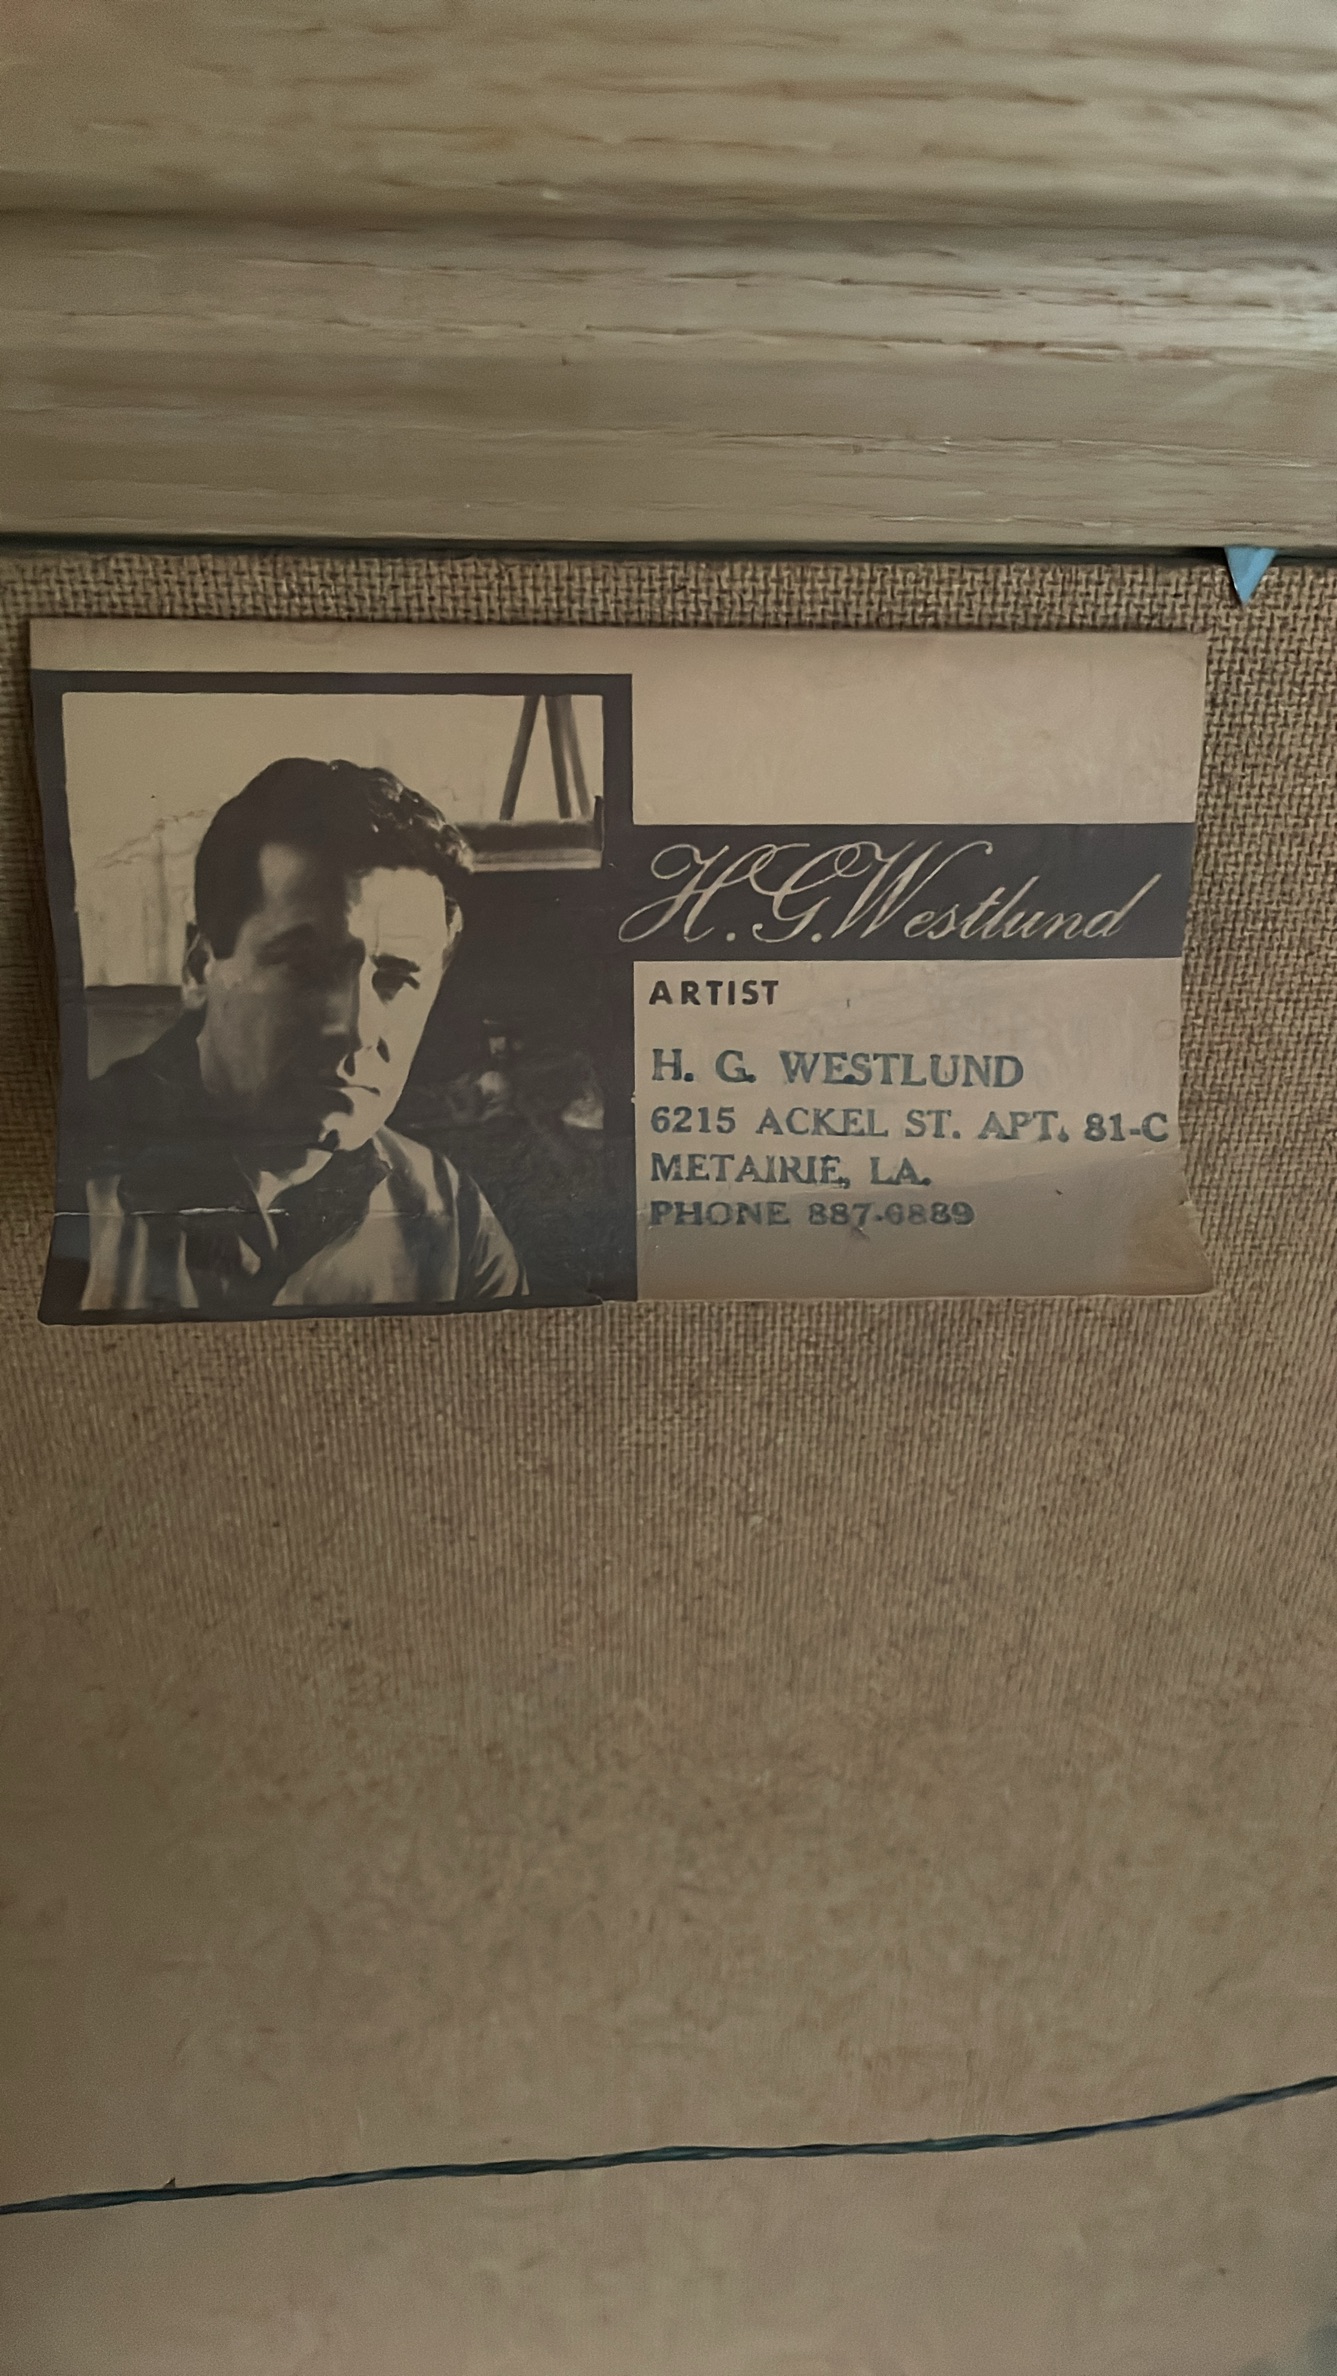 H. G. Westlund
ARTIST
H. G. WESTLUND
6215 ACKEL ST. APT. 81-C
METAIRIE, LA.
PHONE 887-6889